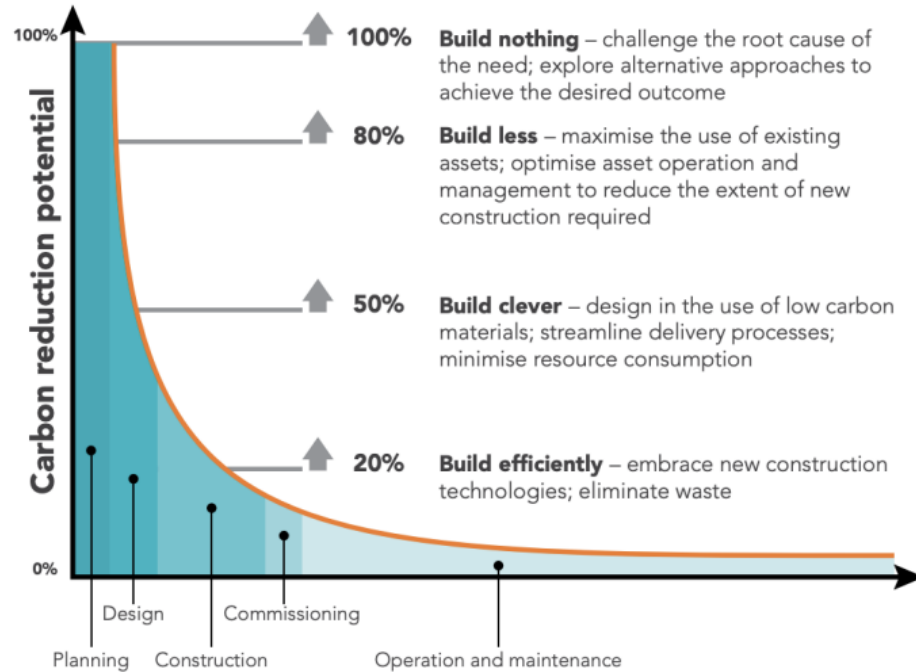 100%
Carbon reduction potential
0%
100%
Build nothing – challenge the root cause of
the need; explore alternative approaches to
achieve the desired outcome
80%
Build less – maximise the use of existing
assets; optimise asset operation and
management to reduce the extent of new
construction required
50%
Build clever – design in the use of low carbon
materials; streamline delivery processes;
minimise resource consumption
20%
Build efficiently – embrace new construction
technologies; eliminate waste
Design
Commissioning
Planning
Construction
Operation and maintenance